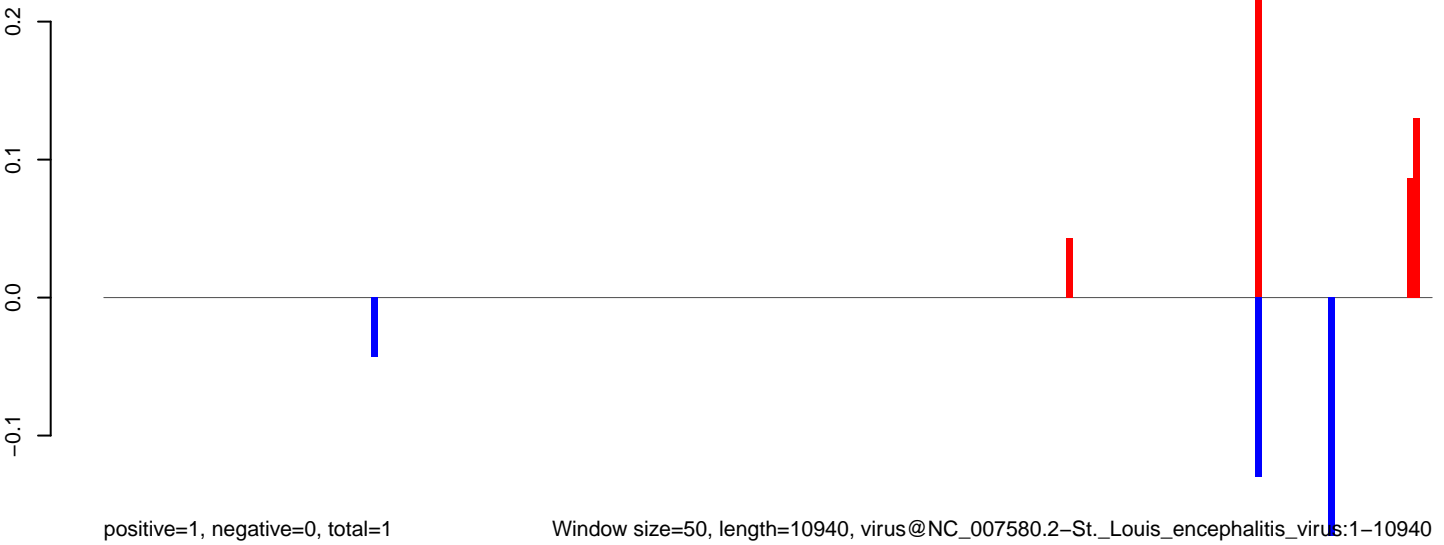 0.2
0.1
0.0
−0.1
positive=1, negative=0, total=1
Window size=50, length=10940, virus@NC_007580.2−St._Louis_encephalitis_virus:1−10940